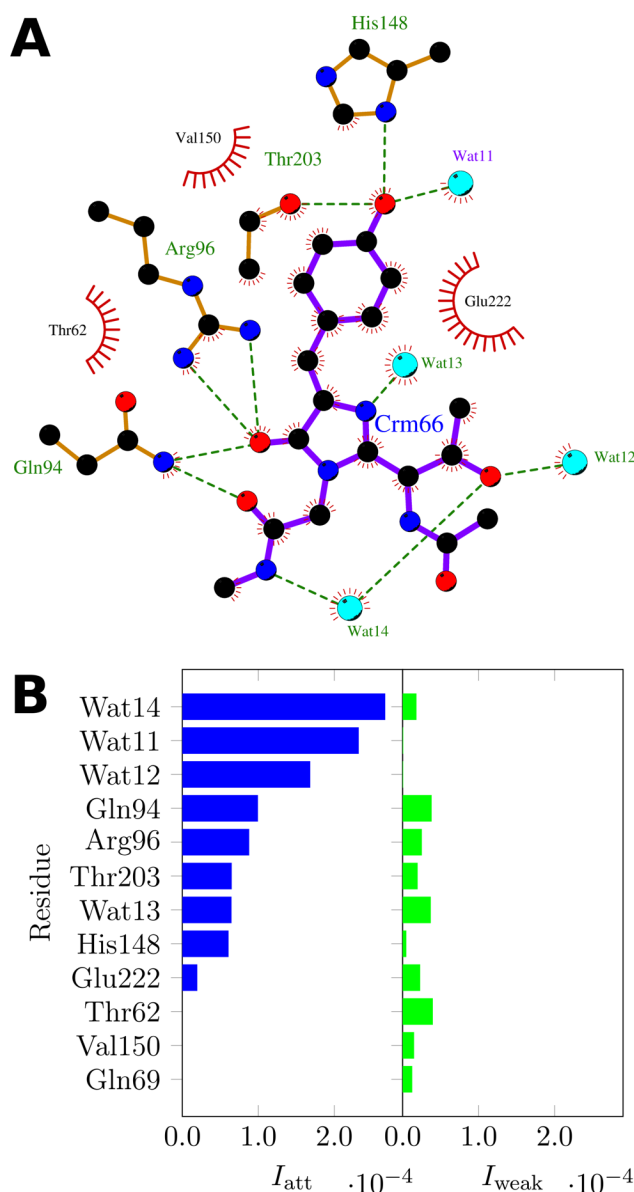 A
His148
Val150
Thr203
Wat11
Arg96
Thr62
Glu222
Wat13
Crm66
Gln94
Wat12
Wat14
B
Residue
Wat14
Wat11
Wat12
Gln94
Arg96
Thr203
Wat13
His148
Glu222
Thr62
Val150
Gln69
0.0 1.0 2.0 0.0 1.0 2.0
I_att ·10^-4 I_weak ·10^-4